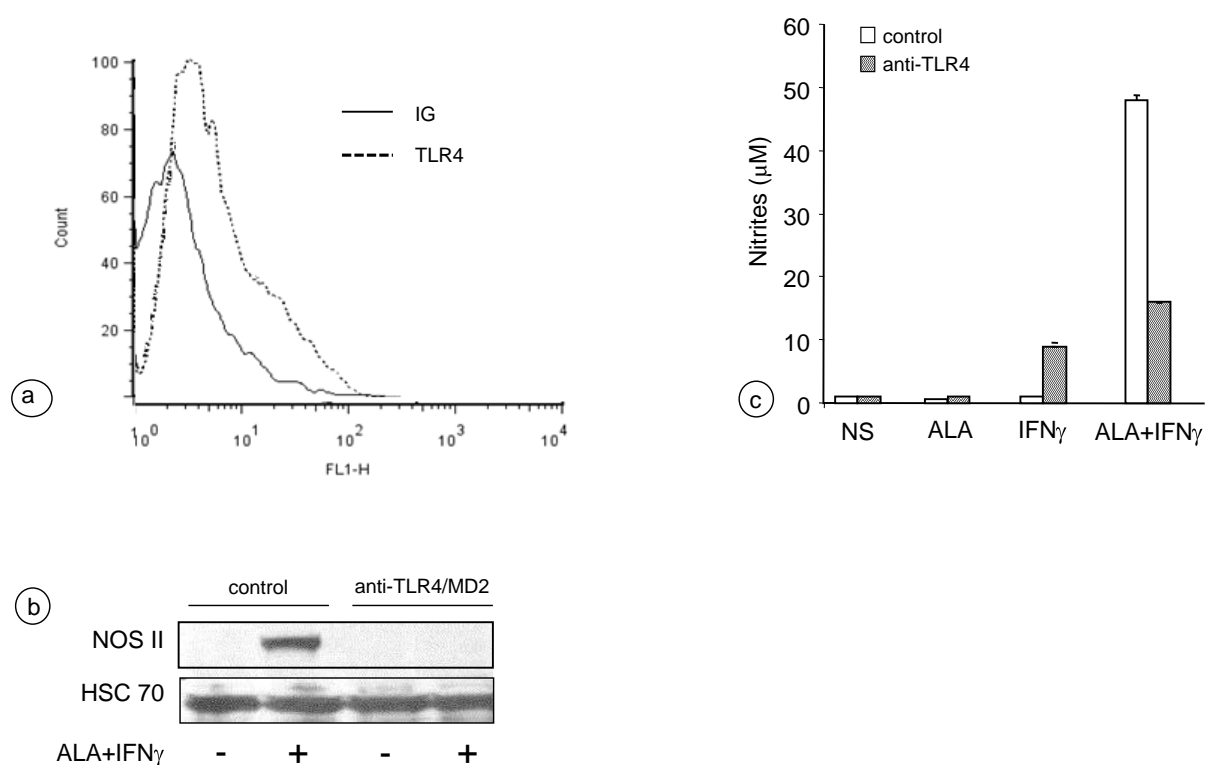 100
80
60
40
20
Count
IG
TLR4
10^0 10^1 10^2 10^3 10^4
FL1-H
a
60
50
40
30
20
10
0
Nitrites (μM)
control
anti-TLR4
NS ALA IFNγ ALA+IFNγ
c
b
control anti-TLR4/MD2
NOS II
HSC 70
ALA+IFNγ - + - +